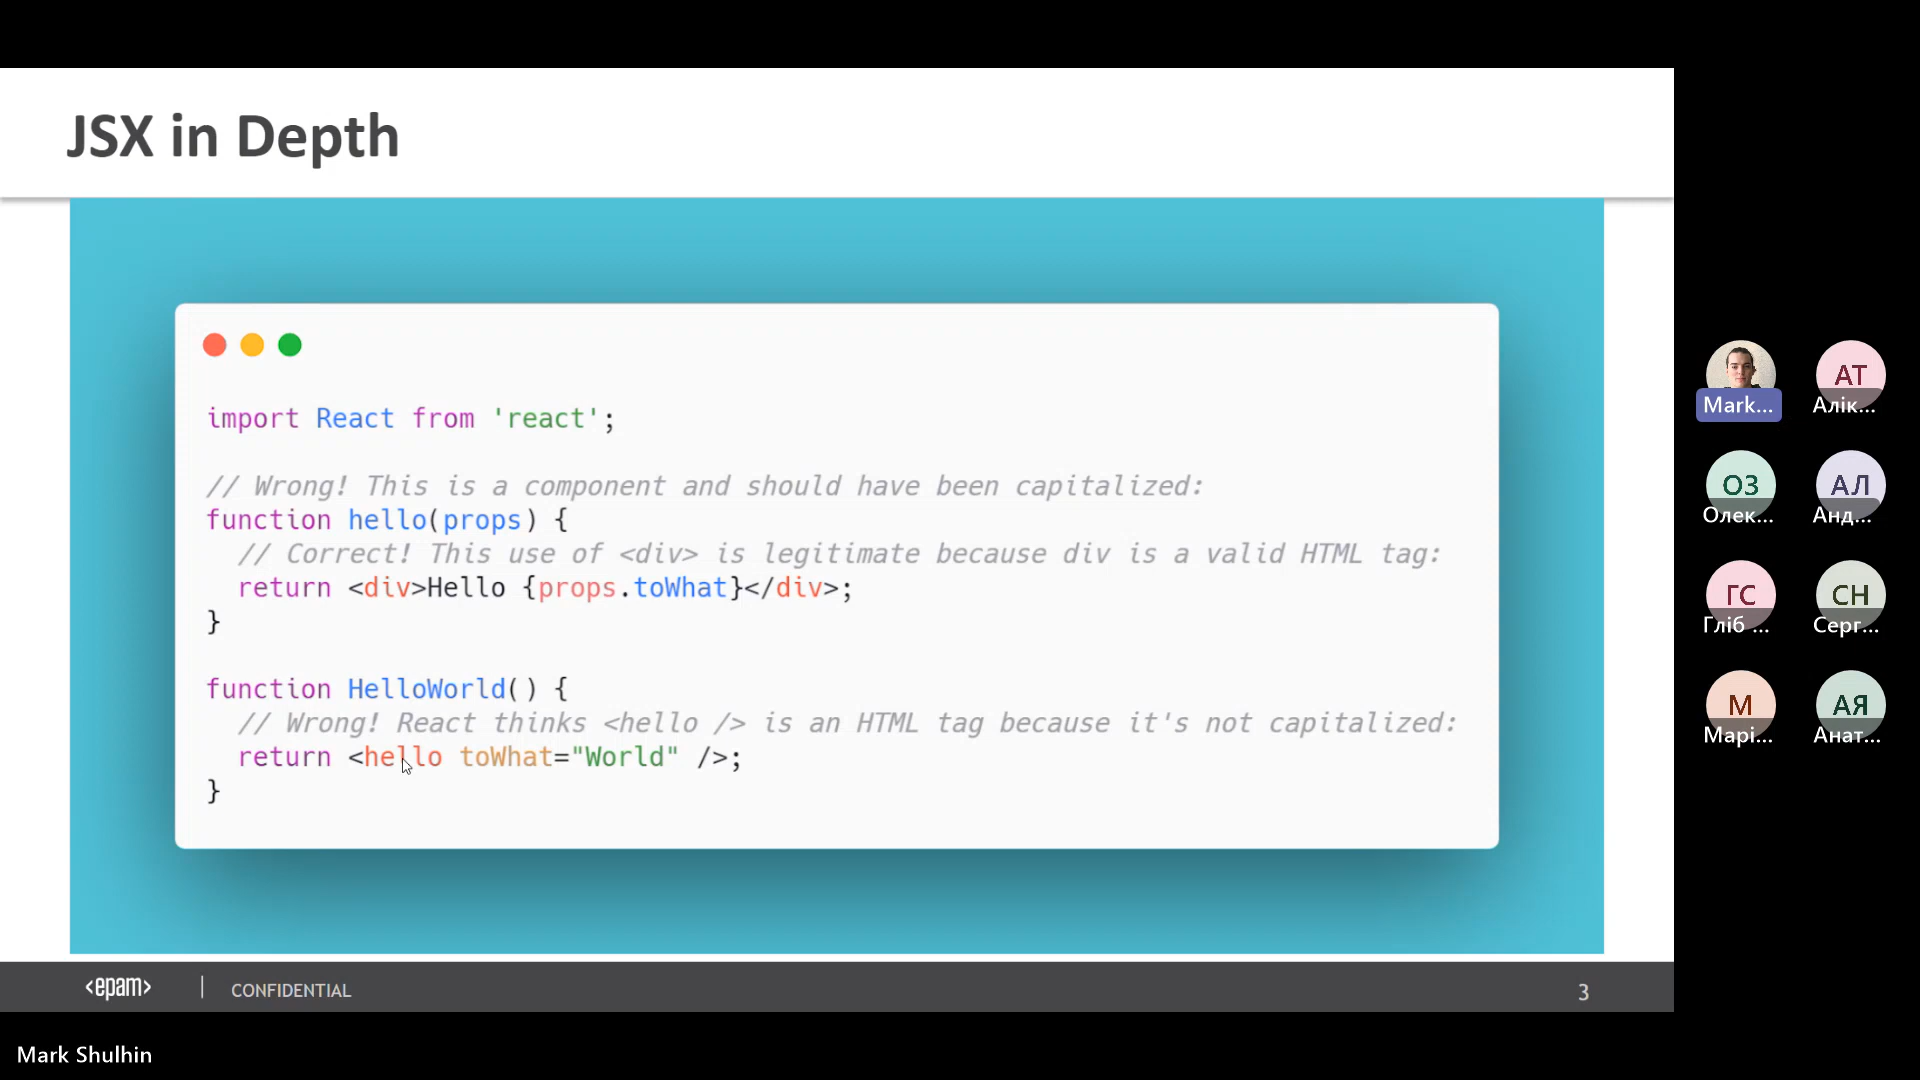 JSX in Depth
import React from 'react';
// Wrong! This is a component and should have been capitalized:
function hello(props) {
// Correct! This use of <div> is legitimate because div is a valid HTML tag:
return <div>Hello {props.toWhat}</div>;
}
function HelloWorld() {
// Wrong! React thinks <hello /> is an HTML tag because it's not capitalized:
return <hello toWhat="World" />;
}
<epam> | CONFIDENTIAL
3
Mark Shulhin
Mark...
АТ
Алік...
ОЗ
Олек...
АЛ
Анд...
ГС
Гліб ...
СН
Серг...
М
Марі...
АЯ
Анат...